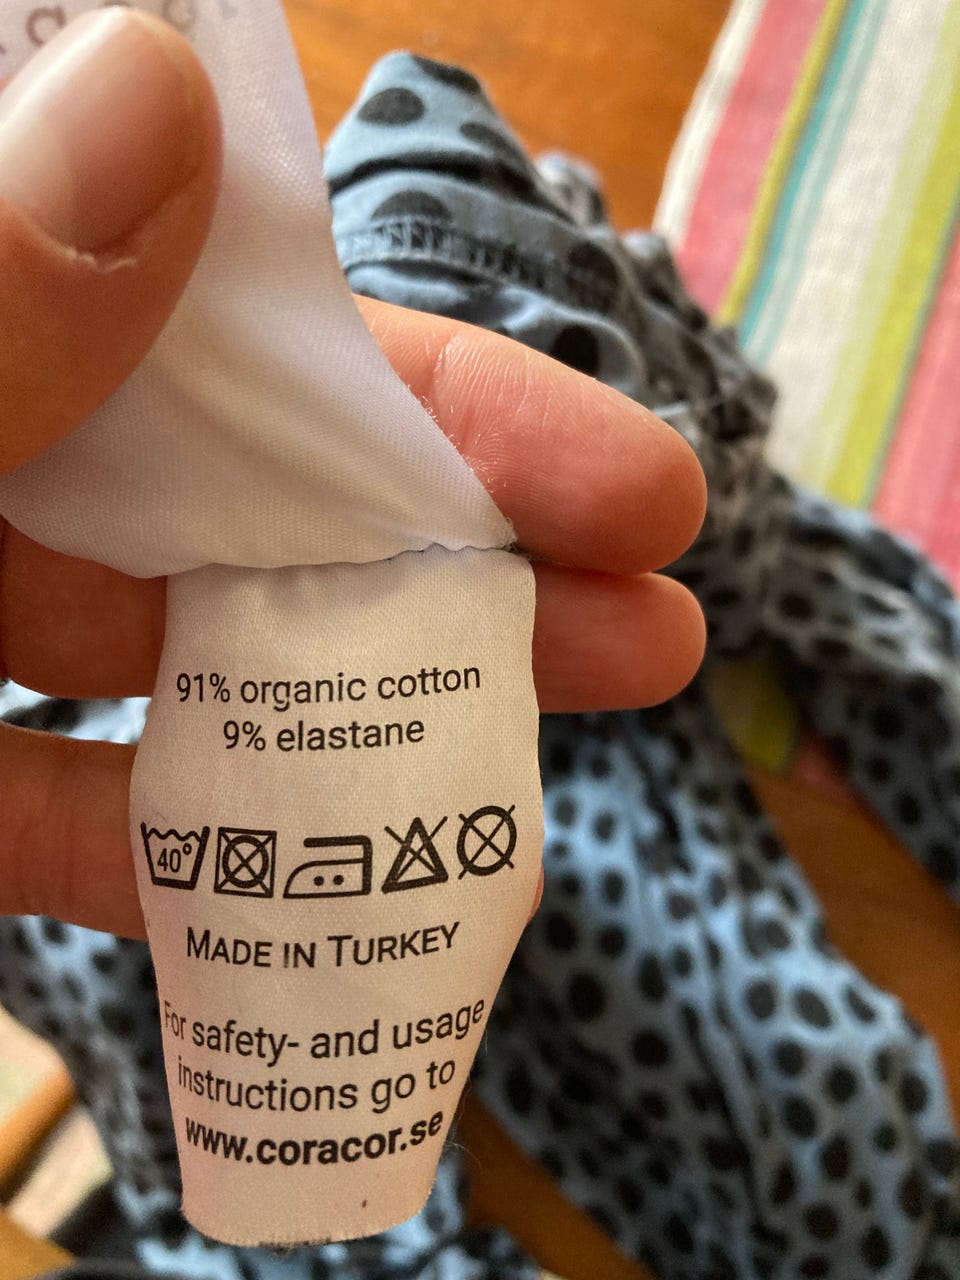 91% organic cotton
9% elastane
40°
MADE IN TURKEY
For safety- and usage
instructions go to
www.coracor.se